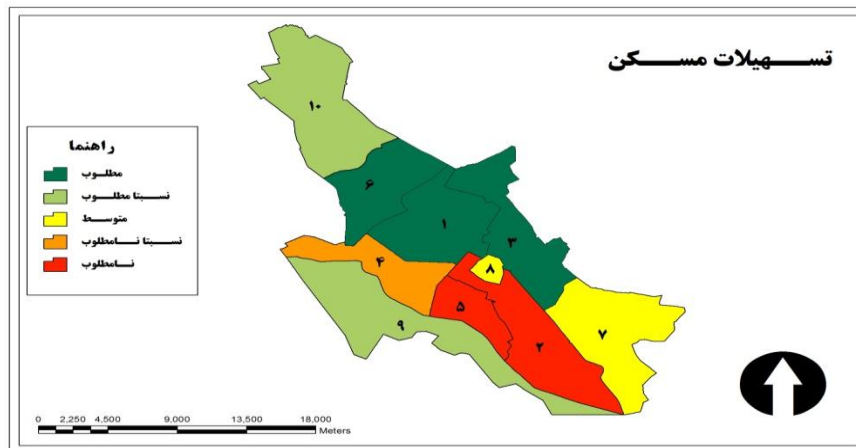 تسهیلات مسکن
راهنما
مطلوب
نسبتا مطلوب
متوسط
نسبتا نامطلوب
نامطلوب
۱۰
۶
۱
۳
۴
۸
۵
۹
۲
۷
0 2,250 4,500 9,000 13,500 18,000
Meters